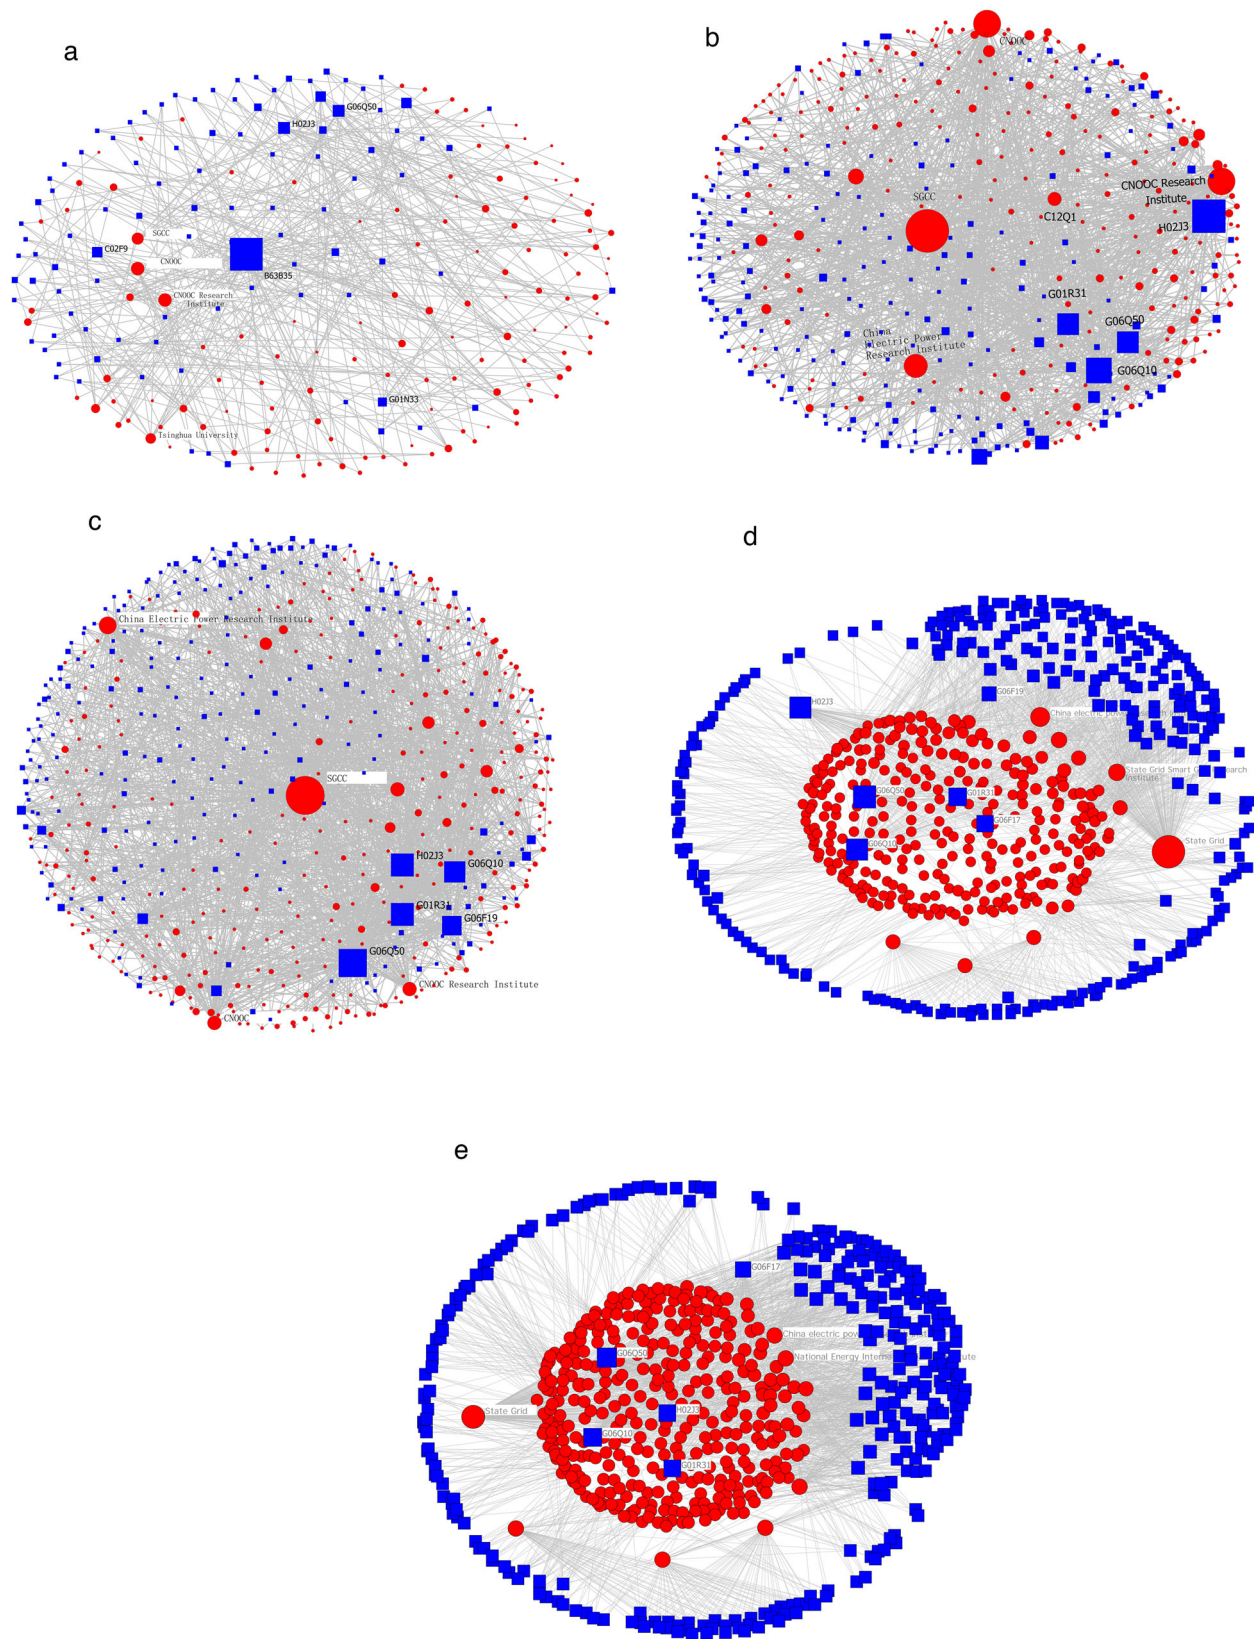 a
G06Q50
H02J3
SGCC
C02F9
CNOOC
B63B35
CNOOC Research
Institute
G01N33
Tsinghua University
b
CNOOC
CNOOC Research
Institute
SGCC
C12Q1
H02J3
G01R31
G06Q50
China
Electric Power
Research Institute
G06Q10
c
China Electric Power Research Institute
SGCC
H02J3
G06Q10
G01R31
G06F19
G06Q50
CNOOC Research Institute
CNOOC
d
G06F19
H02J3
China electric power
State Grid Smart Research
Institute
G06Q50
G01R31
G06F17
State Grid
G06Q10
e
G06F17
China electric
National Energy
G06Q50
State Grid
H02J3
G06Q10
G01R31